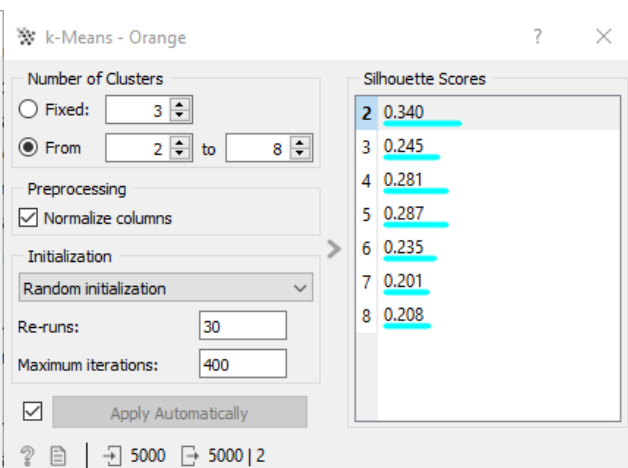 k-Means - Orange
Number of Clusters
Fixed: 3
From 2 to 8
Preprocessing
Normalize columns
Initialization
Random initialization
Re-runs: 30
Maximum iterations: 400
Apply Automatically
5000 5000 | 2
Silhouette Scores
2 0.340
3 0.245
4 0.281
5 0.287
6 0.235
7 0.201
8 0.208